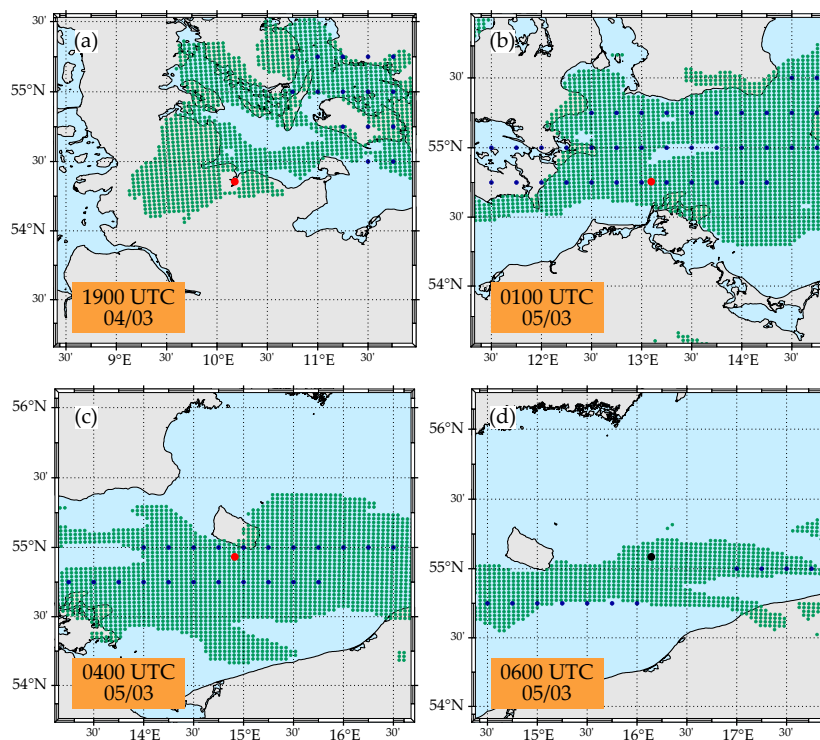 (a)
55°N
30'
54°N
30'
1900 UTC
04/03
30' 9°E 30' 10°E 30' 11°E 30'
(b)
30'
55°N
30'
54°N
0100 UTC
05/03
30' 12°E 30' 13°E 30' 14°E 30'
(c)
56°N
30'
55°N
30'
54°N
0400 UTC
05/03
30' 14°E 30' 15°E 30' 16°E 30'
(d)
56°N
30'
55°N
30'
54°N
0600 UTC
05/03
30' 15°E 30' 16°E 30' 17°E 30'